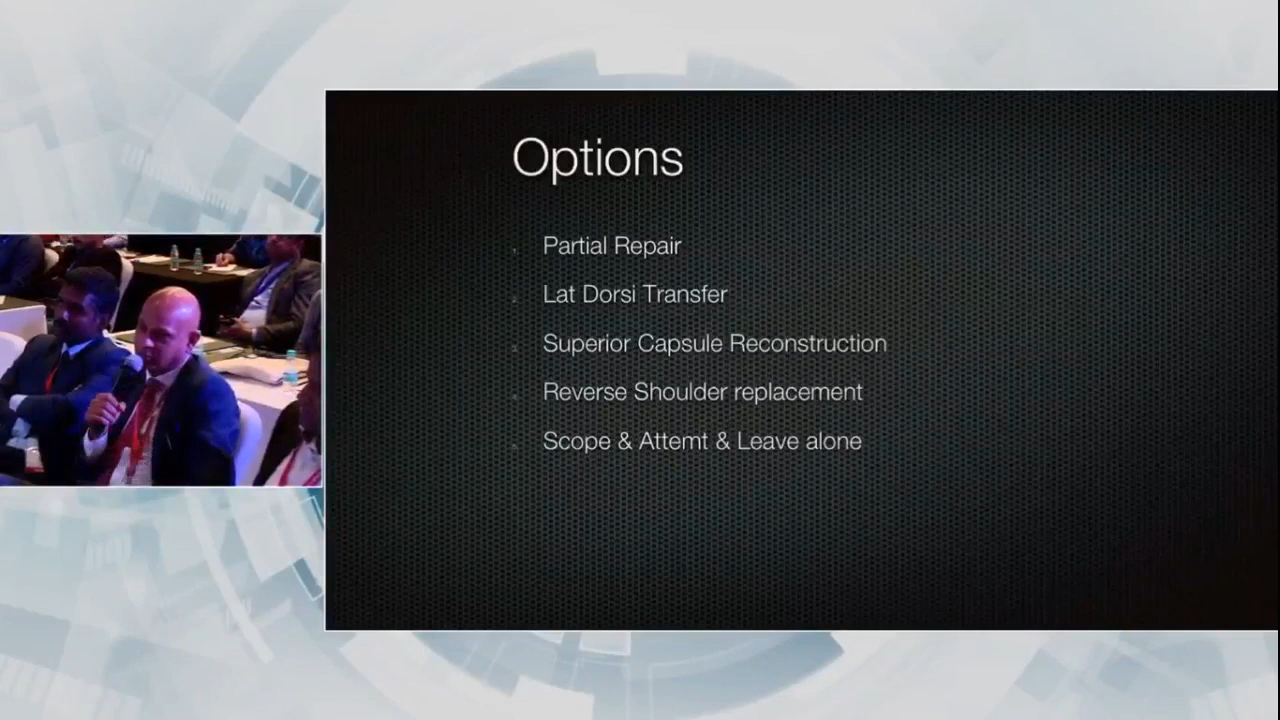 Options
Partial Repair
Lat Dorsi Transfer
Superior Capsule Reconstruction
Reverse Shoulder replacement
Scope & Attemt & Leave alone